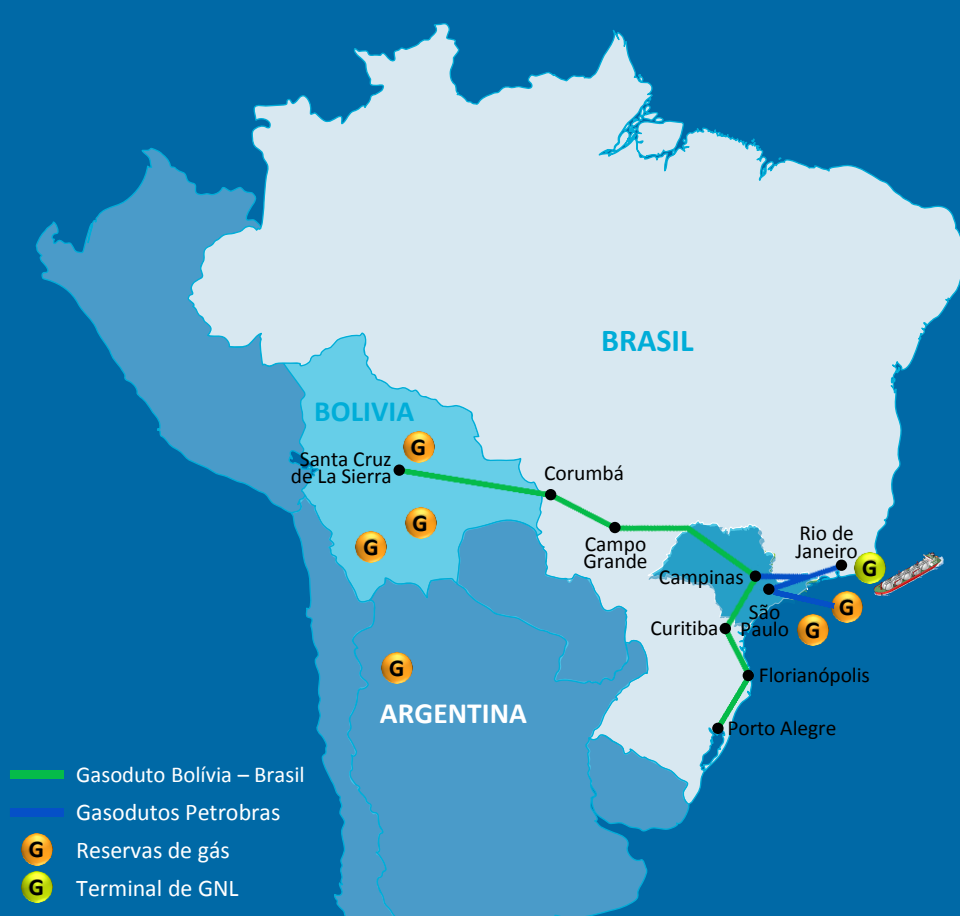 BRASIL
BOLIVIA
G
Santa Cruz
de La Sierra
Corumbá
G
G
Campo
Grande
Rio de
Janeiro
G
Campinas
São
Paulo
G
G
Curitiba
G
Florianópolis
ARGENTINA
Porto Alegre
Gasoduto Bolívia – Brasil
Gasodutos Petrobras
G Reservas de gás
G Terminal de GNL